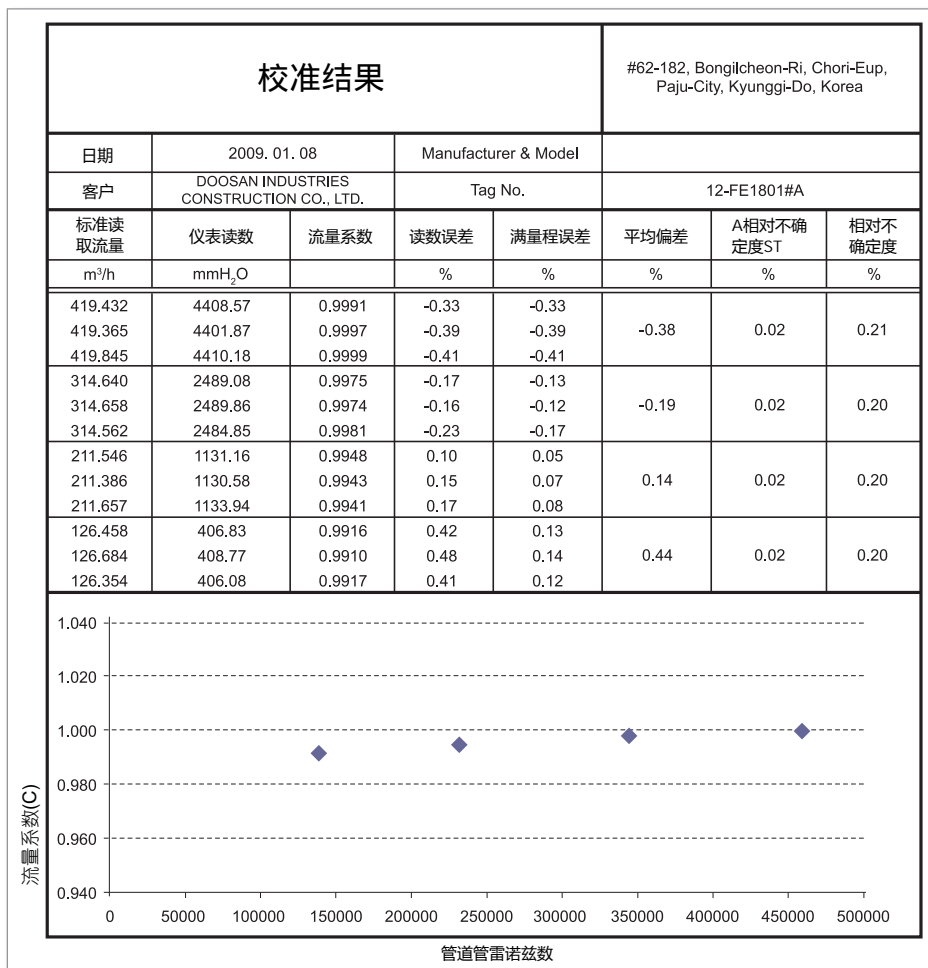 校准结果
#62-182, Bongilcheon-Ri, Chori-Eup,
Paju-City, Kyunggi-Do, Korea
日期 2009. 01. 08 Manufacturer & Model
客户 DOOSAN INDUSTRIES CONSTRUCTION CO., LTD. Tag No. 12-FE1801#A
标准读取流量 仪表读数 流量系数 读数误差 满量程误差 平均偏差 A相对不确定度ST 相对不确定度
m³/h mmH₂O % % % % %
419.432 4408.57 0.9991 -0.33 -0.33
419.365 4401.87 0.9997 -0.39 -0.39 -0.38 0.02 0.21
419.845 4410.18 0.9999 -0.41 -0.41
314.640 2489.08 0.9975 -0.17 -0.13
314.658 2489.86 0.9974 -0.16 -0.12 -0.19 0.02 0.20
314.562 2484.85 0.9981 -0.23 -0.17
211.546 1131.16 0.9948 0.10 0.05
211.386 1130.58 0.9943 0.15 0.07 0.14 0.02 0.20
211.657 1133.94 0.9941 0.17 0.08
126.458 406.83 0.9916 0.42 0.13
126.684 408.77 0.9910 0.48 0.14 0.44 0.02 0.20
126.354 406.08 0.9917 0.41 0.12
1.040
1.020
1.000
0.980
0.960
0.940
流量系数(C)
0 50000 100000 150000 200000 250000 300000 350000 400000 450000 500000
管道管雷诺兹数